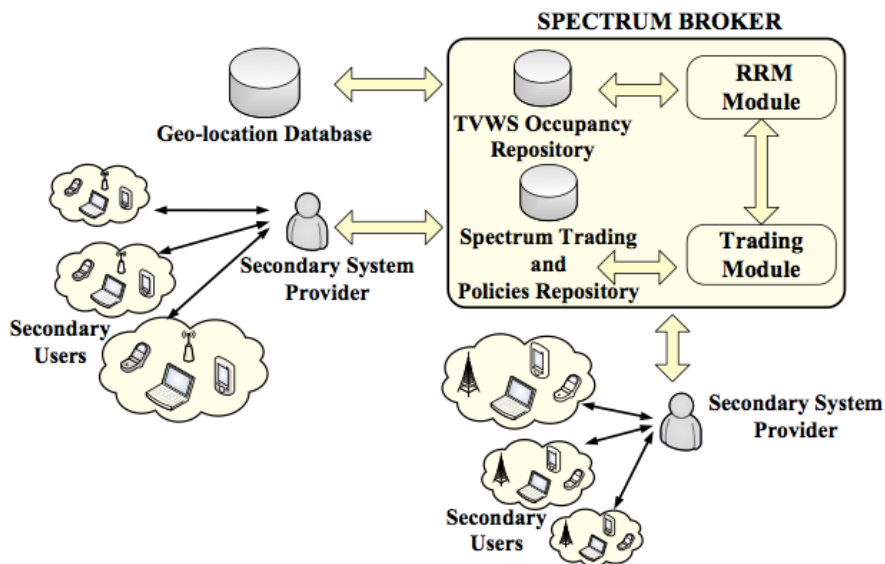 SPECTRUM BROKER
Geo-location Database
TVWS Occupancy
Repository
RRM
Module
Spectrum Trading
and
Policies Repository
Trading
Module
Secondary System
Provider
Secondary
Users
Secondary System
Provider
Secondary
Users